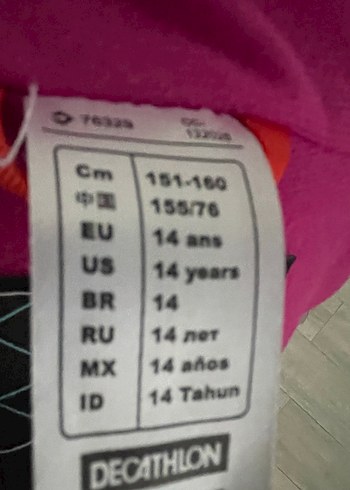 76329
Cm 151-160
中国 155/76
EU 14 ans
US 14 years
BR 14
RU 14 лет
MX 14 años
ID 14 Tahun
DECATHLON